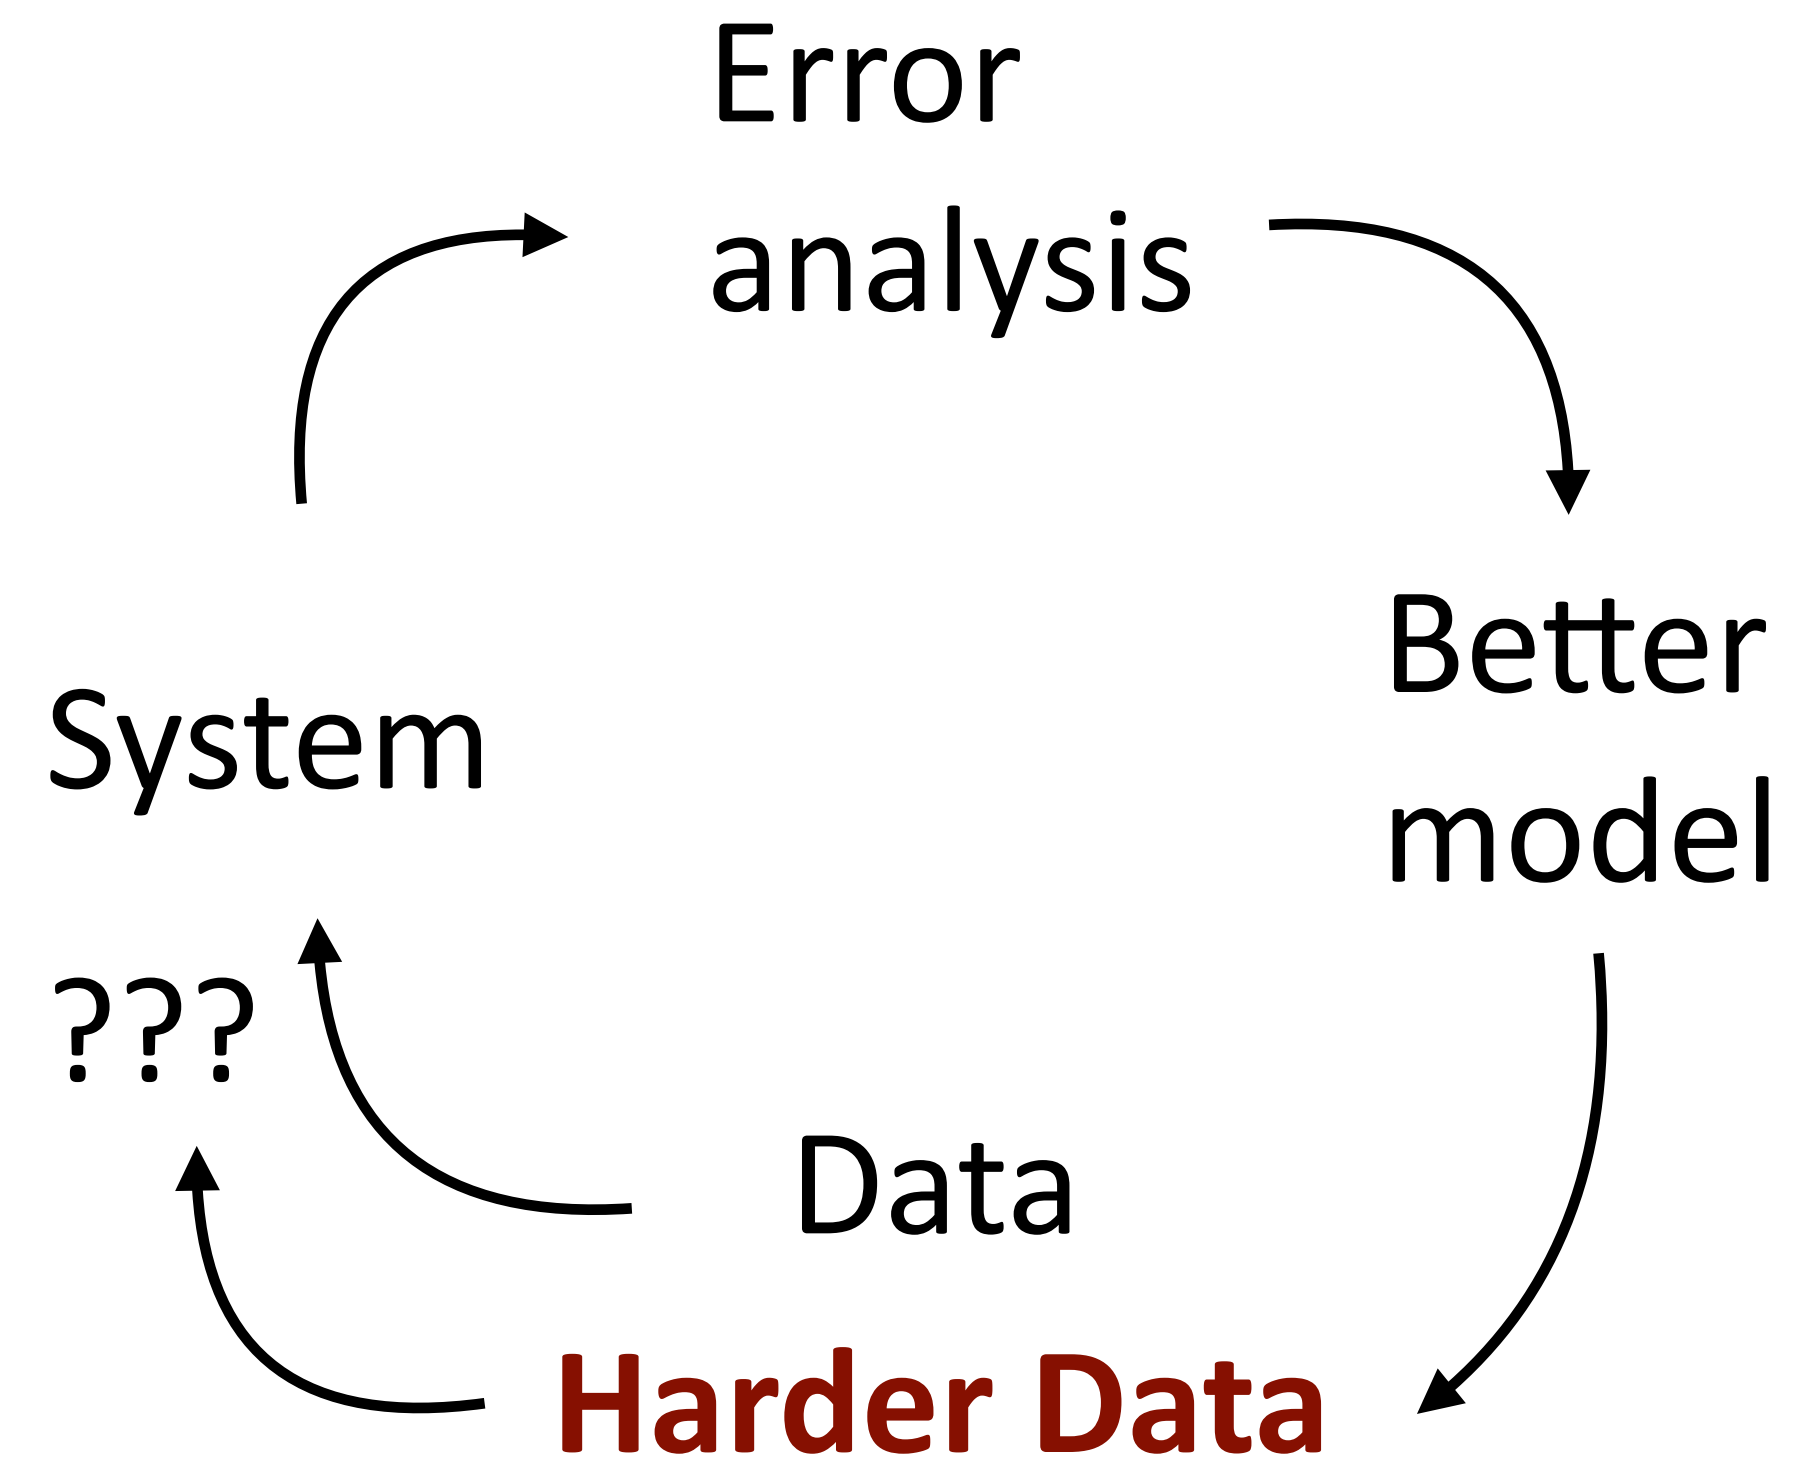 Error
analysis
Better
model
System
???
Data
Harder Data